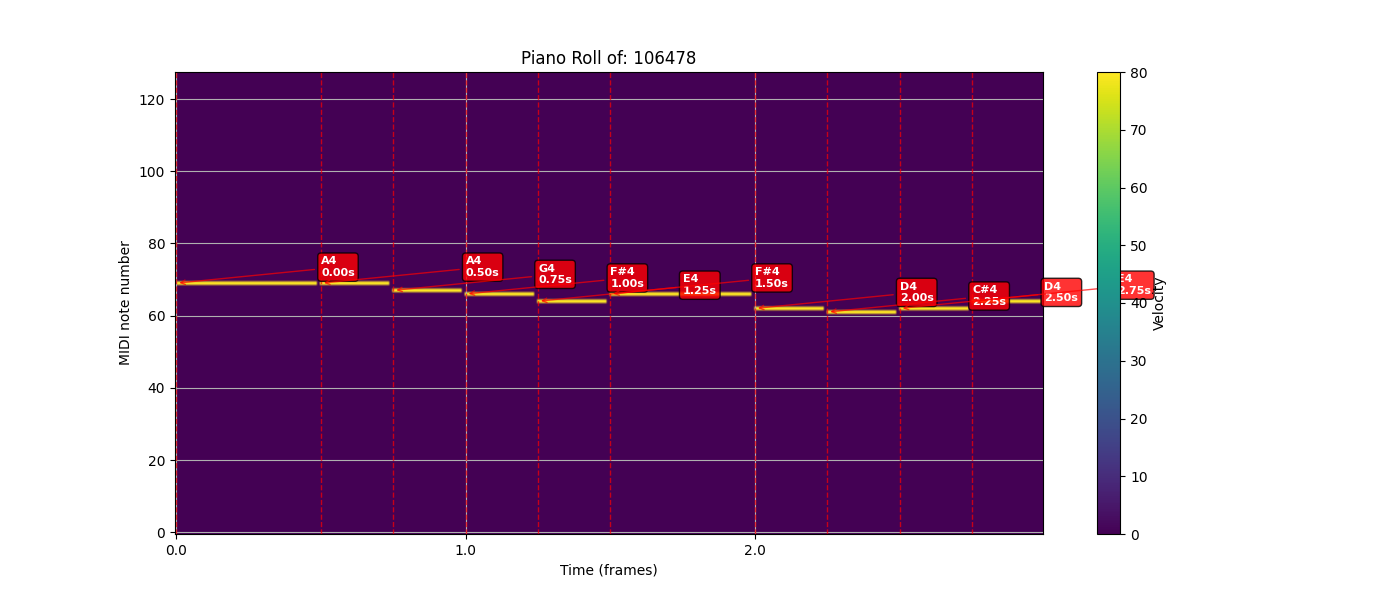 Piano Roll of: 106478
MIDI note number
120
100
80
60
40
20
0
A4
0.00s
A4
0.50s
G4
0.75s
F#4
1.00s
E4
1.25s
F#4
1.50s
D4
2.00s
C#4
2.25s
D4
2.50s
E4
2.75s
0.0
1.0
2.0
Time (frames)
80
70
60
50
40
30
20
10
0
Velocity